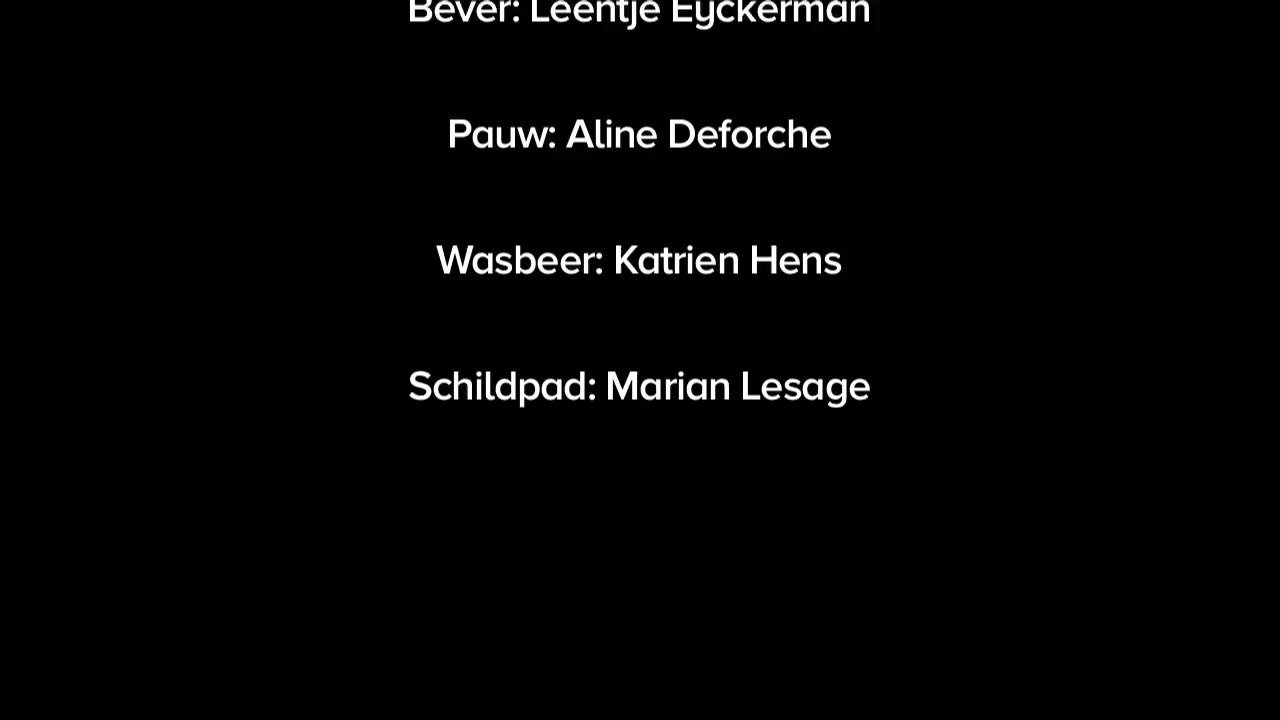 Bever: Leentje Eyckerman
Pauw: Aline Deforche
Wasbeer: Katrien Hens
Schildpad: Marian Lesage